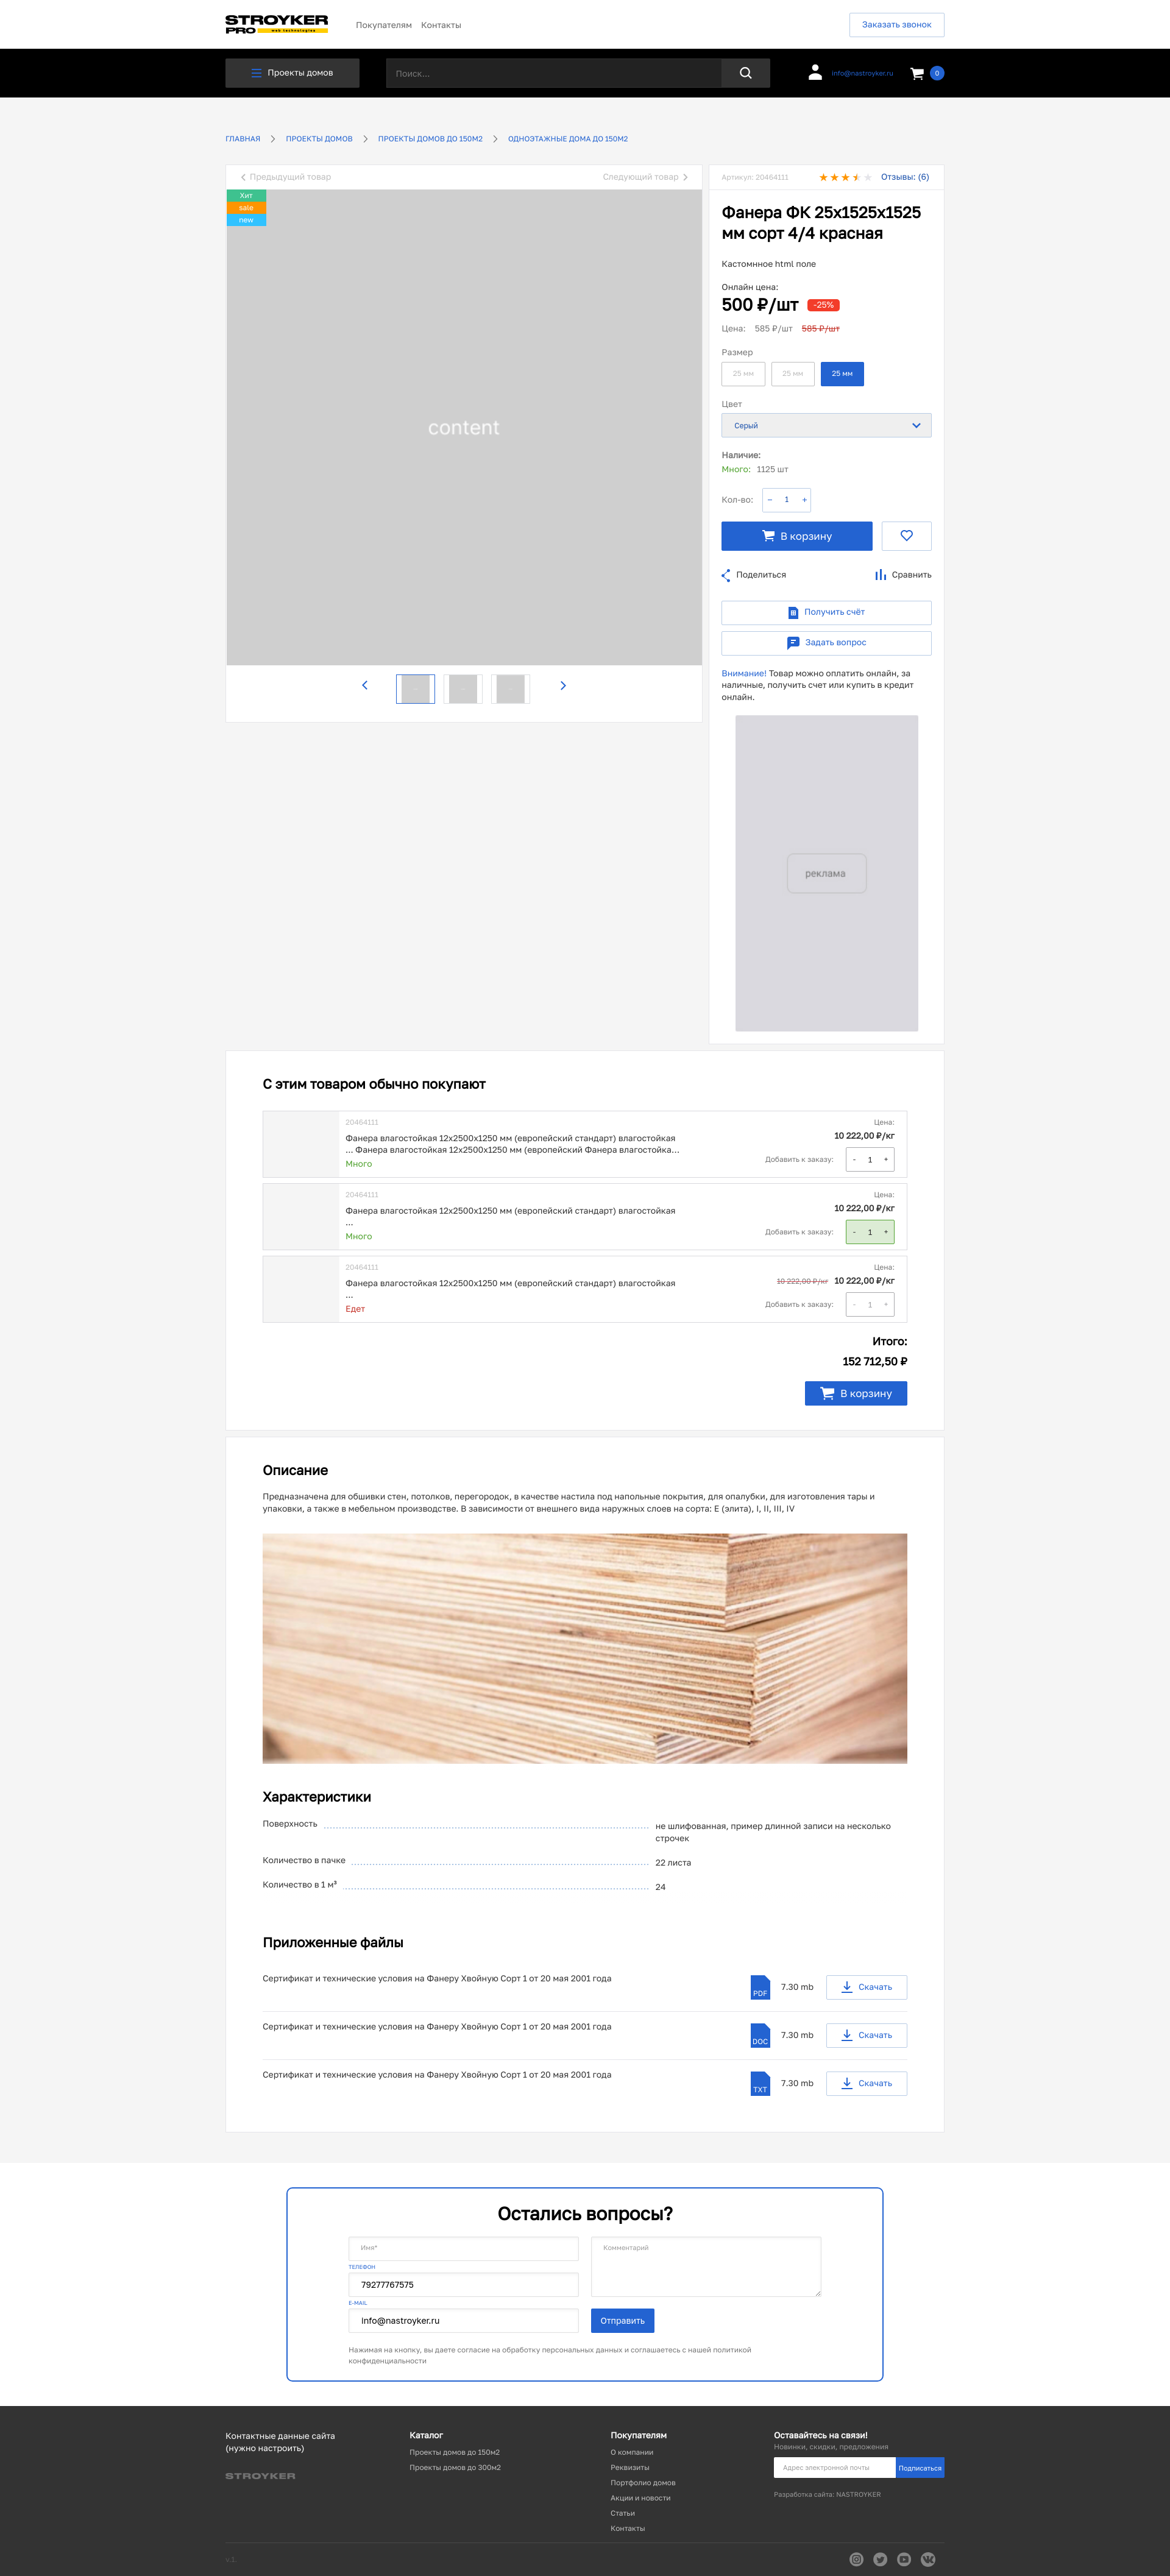 STROYKER
PRO web technologies
Покупателям Контакты
Заказать звонок
Проекты домов
Поиск...
info@nastroyker.ru
0
ГЛАВНАЯ
ПРОЕКТЫ ДОМОВ
ПРОЕКТЫ ДОМОВ ДО 150М2
ОДНОЭТАЖНЫЕ ДОМА ДО 150М2
Предыдущий товар
Следующий товар
Хит
sale
new
content
Артикул: 20464111
Отзывы: (6)
Фанера ФК 25х1525х1525
мм сорт 4/4 красная
Кастомнное html поле
Онлайн цена:
500 ₽/шт -25%
Цена: 585 ₽/шт 585 ₽/шт
Размер
25 мм 25 мм 25 мм
Цвет
Серый
Наличие:
Много: 1125 шт
Кол-во: − 1 +
В корзину
Поделиться
Сравнить
Получить счёт
Задать вопрос
Внимание! Товар можно оплатить онлайн, за
наличные, получить счет или купить в кредит
онлайн.
реклама
С этим товаром обычно покупают
20464111
Фанера влагостойкая 12х2500х1250 мм (европейский стандарт) влагостойкая
... Фанера влагостойкая 12х2500х1250 мм (европейский Фанера влагостойка...
Много
Цена:
10 222,00 ₽/кг
Добавить к заказу: - 1 +
20464111
Фанера влагостойкая 12х2500х1250 мм (европейский стандарт) влагостойкая
...
Много
Цена:
10 222,00 ₽/кг
Добавить к заказу: - 1 +
20464111
Фанера влагостойкая 12х2500х1250 мм (европейский стандарт) влагостойкая
...
Едет
Цена:
10 222,00 ₽/кг 10 222,00 ₽/кг
Добавить к заказу: - 1 +
Итого:
152 712,50 ₽
В корзину
Описание
Предназначена для обшивки стен, потолков, перегородок, в качестве настила под напольные покрытия, для опалубки, для изготовления тары и
упаковки, а также в мебельном производстве. В зависимости от внешнего вида наружных слоев на сорта: Е (элита), I, II, III, IV
Характеристики
Поверхность
не шлифованная, пример длинной записи на несколько
строчек
Количество в пачке
22 листа
Количество в 1 м³
24
Приложенные файлы
Сертификат и технические условия на Фанеру Хвойную Сорт 1 от 20 мая 2001 года
PDF 7.30 mb Скачать
Сертификат и технические условия на Фанеру Хвойную Сорт 1 от 20 мая 2001 года
DOC 7.30 mb Скачать
Сертификат и технические условия на Фанеру Хвойную Сорт 1 от 20 мая 2001 года
TXT 7.30 mb Скачать
Остались вопросы?
Имя*
Комментарий
ТЕЛЕФОН
79277767575
E-MAIL
info@nastroyker.ru
Отправить
Нажимая на кнопку, вы даете согласие на обработку персональных данных и соглашаетесь с нашей политикой
конфиденциальности
Контактные данные сайта
(нужно настроить)
STROYKER
Каталог
Проекты домов до 150м2
Проекты домов до 300м2
Покупателям
О компании
Реквизиты
Портфолио домов
Акции и новости
Статьи
Контакты
Оставайтесь на связи!
Новинки, скидки, предложения
Адрес электронной почты
Подписаться
Разработка сайта: NASTROYKER